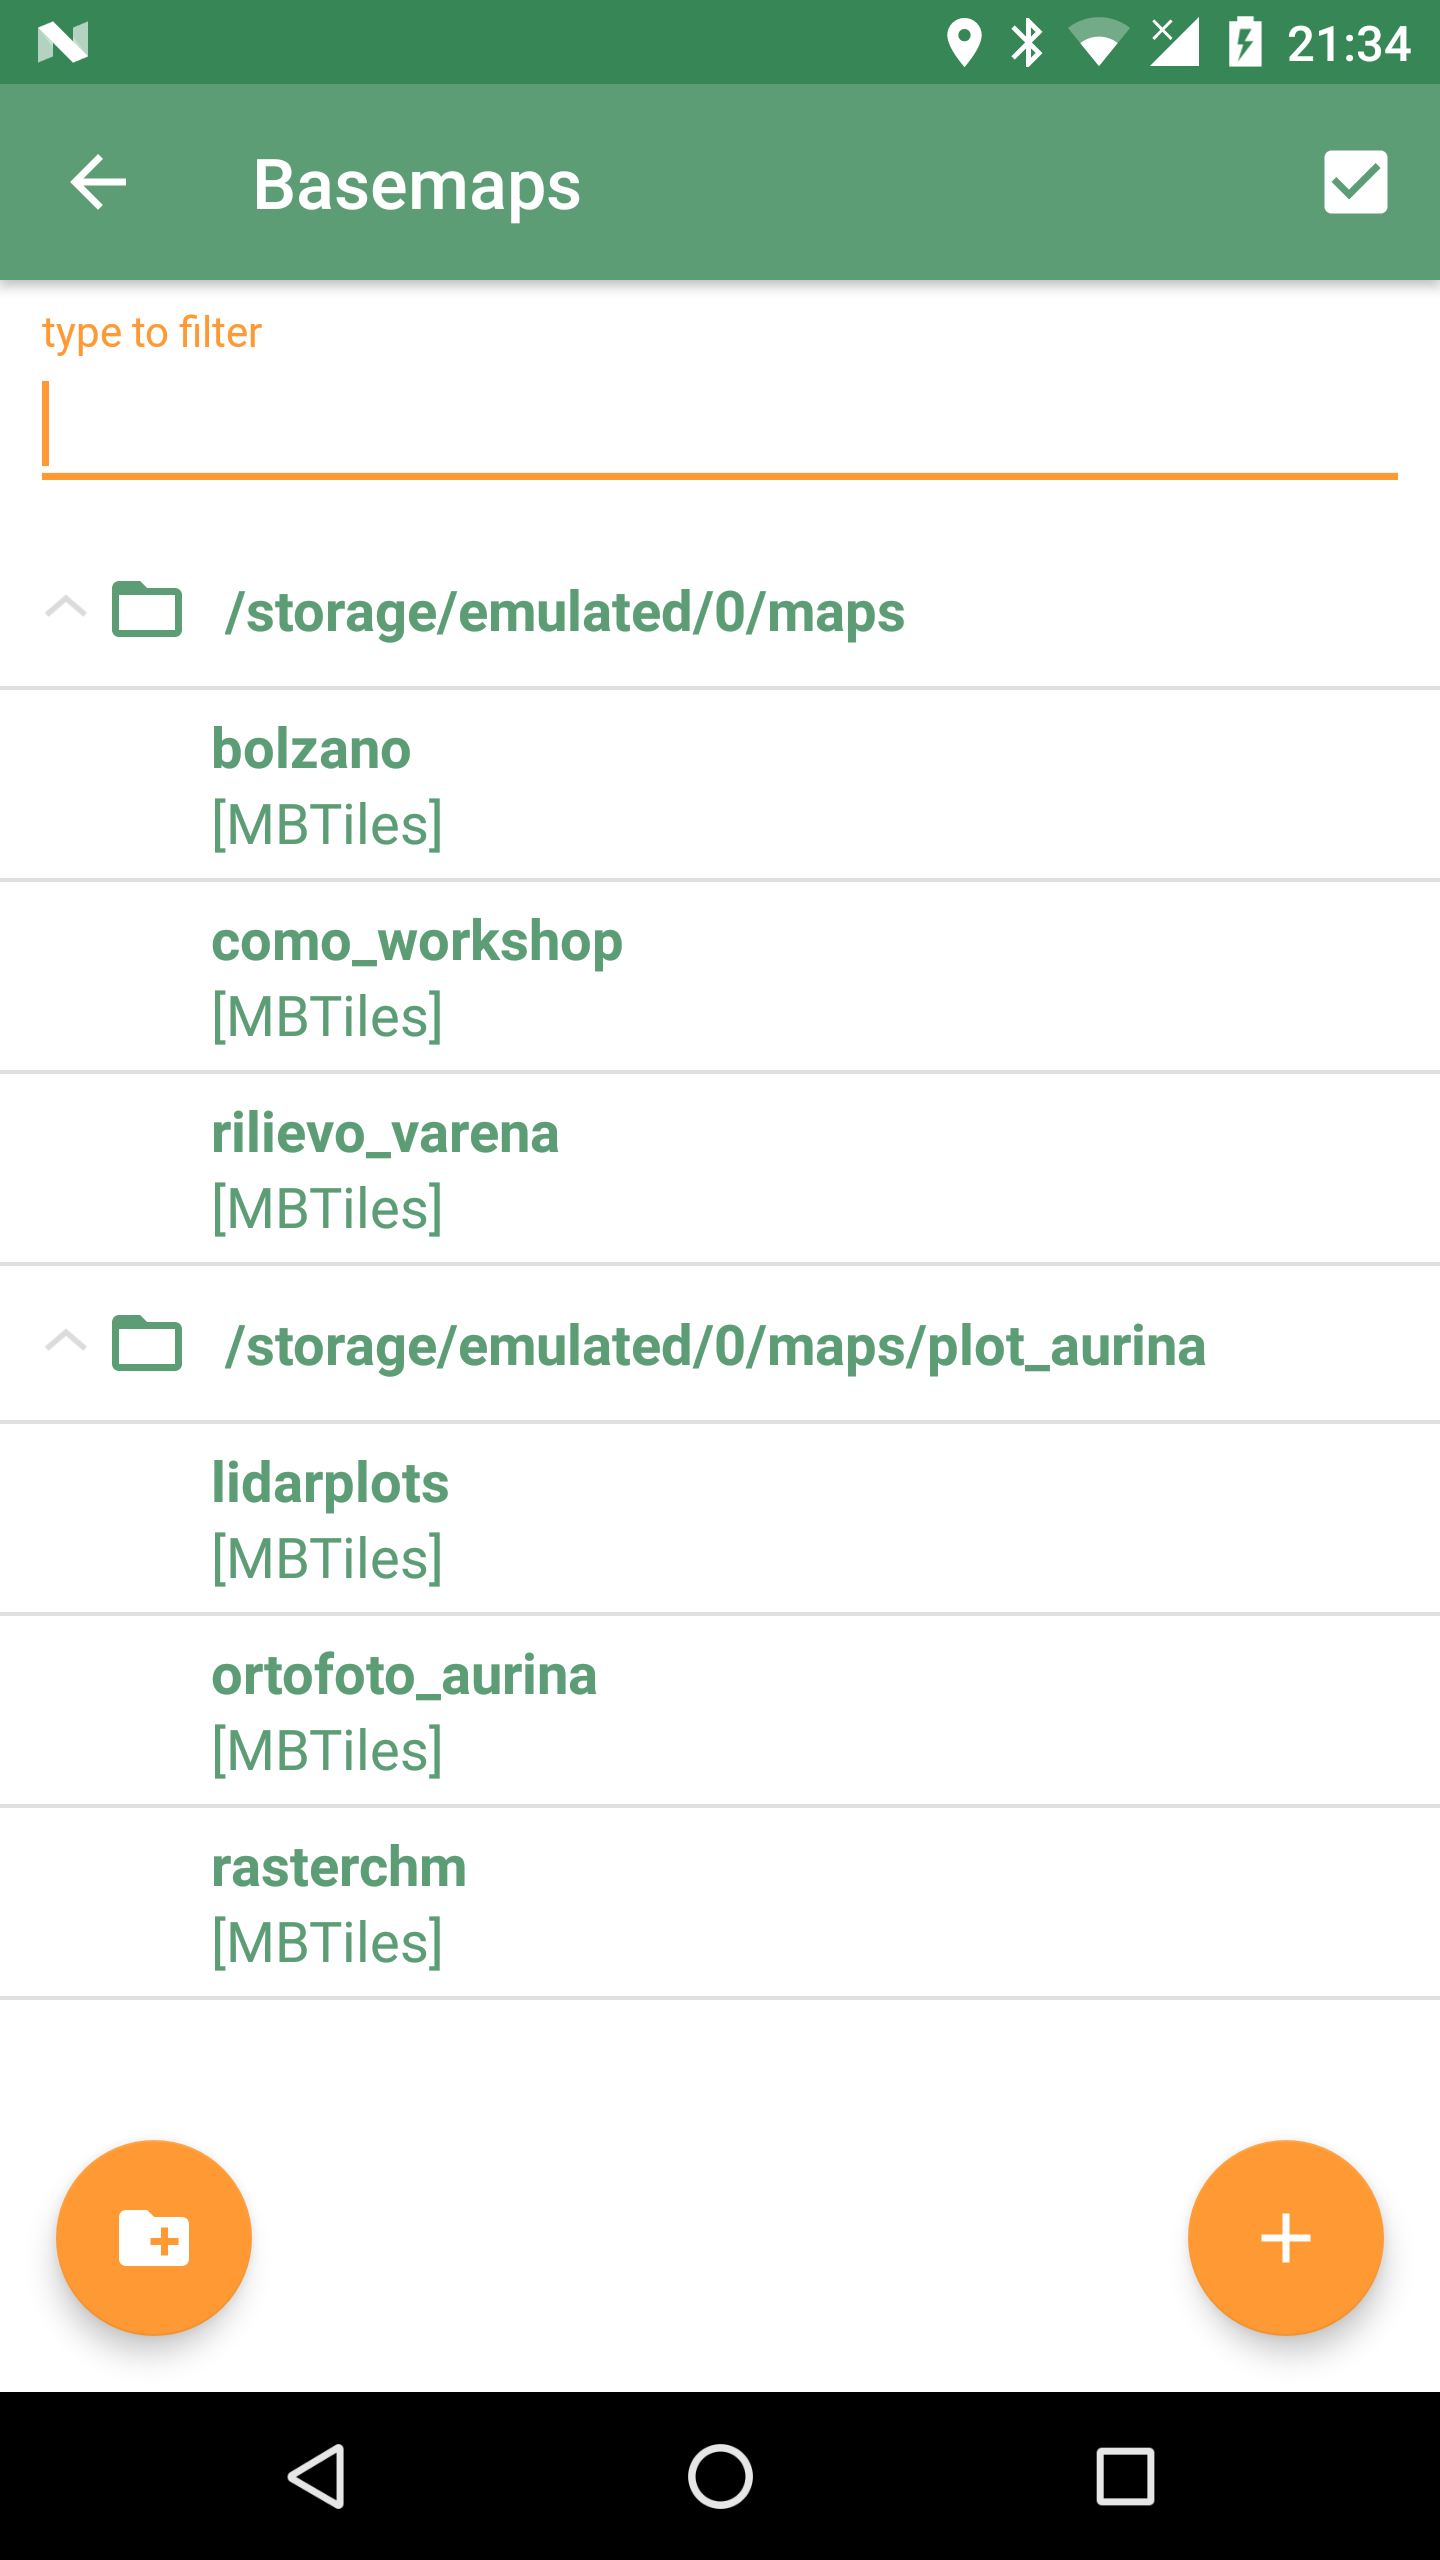 21:34
Basemaps
type to filter
/storage/emulated/0/maps
bolzano
[MBTiles]
como_workshop
[MBTiles]
rilievo_varena
[MBTiles]
/storage/emulated/0/maps/plot_aurina
lidarplots
[MBTiles]
ortofoto_aurina
[MBTiles]
rasterchm
[MBTiles]